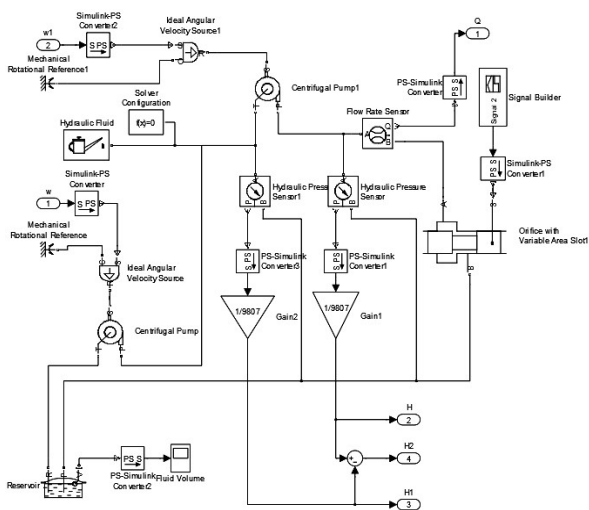 Simulink-PS
Converter2
w1
2
S PS
Ideal Angular
Velocity Source1
S
R
C
Mechanical
Rotational Reference1
Q
1
PS-Simulink
Converter
PS S
Signal 2
Signal Builder
Centrifugal Pump1
Solver
Configuration
f(x)=0
Hydraulic Fluid
Flow Rate Sensor
A
Q
B
Simulink-PS
Converter
w
1
S PS
Simulink-PS
Converter1
PS S
Hydraulic Pressure
Sensor1
A
P
B
Hydraulic Pressure
Sensor
A
P
B
Mechanical
Rotational Reference
A
S
Orifice with
Variable Area Slot1
B
PS-Simulink
Converter3
PS S
PS-Simulink
Converter1
PS S
Ideal Angular
Velocity Source
1/9807
Gain2
1/9807
Gain1
Centrifugal Pump
T
P
H
2
H2
4
PS S
PS-Simulink
Converter2
Fluid Volume
Reservoir
R
P
V
H1
3